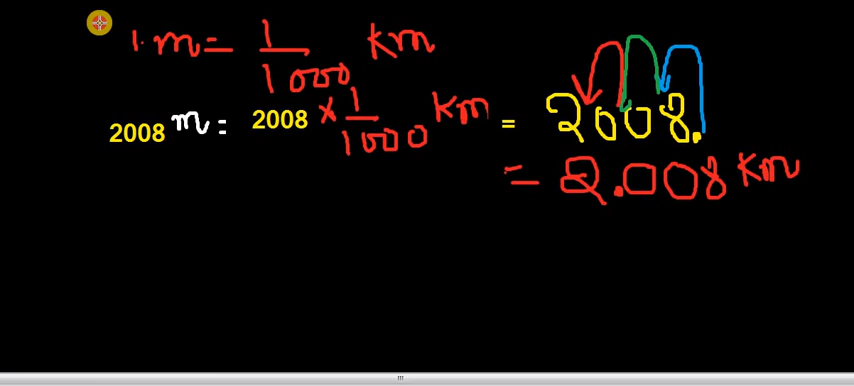 1. m = 1/1000 km
2008 m = 2008 × 1/1000 km = 2008.
= 2.008 km